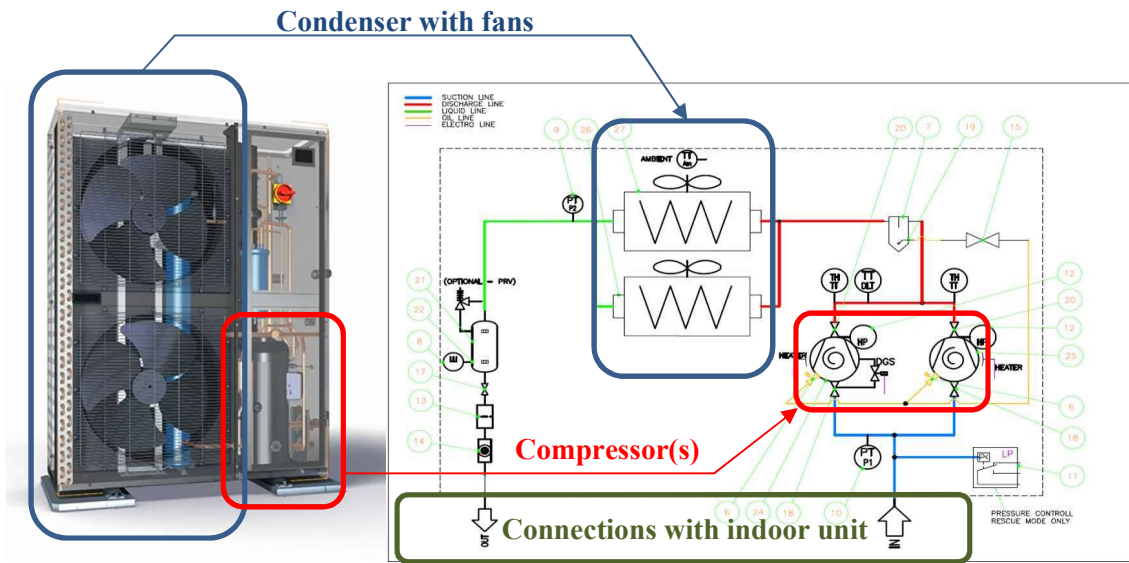 Condenser with fans
SUCTION LINE
DISCHARGE LINE
LIQUID LINE
OIL LINE
ELECTRO LINE
9
26
27
20
7
19
15
AMBIENT
TT
Am
PT
P2
(OPTIONAL - PRV)
21
22
8
17
13
14
TH
TT
TT
DLT
TH
TT
12
20
12
25
6
18
11
HP
HP
HEATER
DGS
HEATER
Compressor(s)
PT
P1
LP
6
24
18
10
PRESSURE CONTROLL
RESCUE MODE ONLY
Connections with indoor unit
OUT
IN